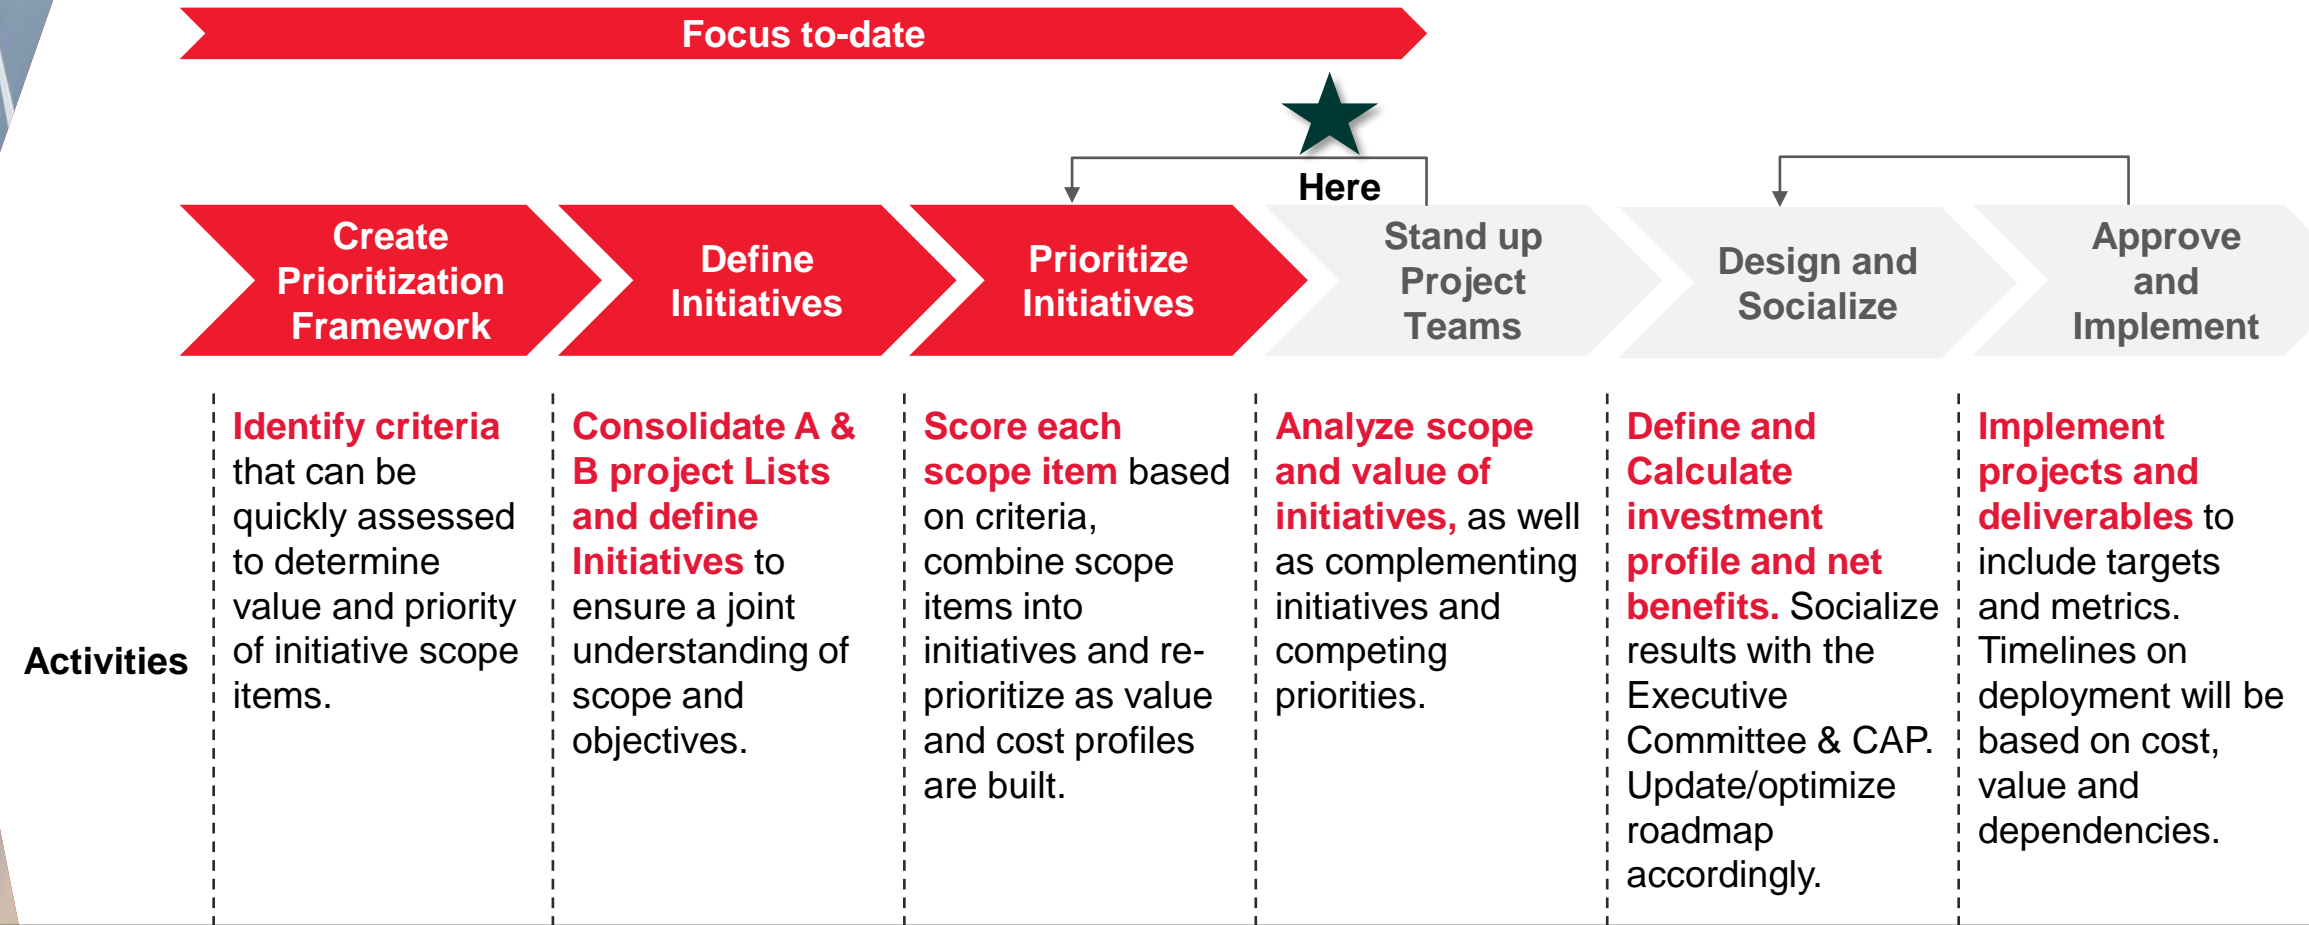 Focus to-date
Here
Create
Prioritization
Framework
Define
Initiatives
Prioritize
Initiatives
Stand up
Project
Teams
Design and
Socialize
Approve
and
Implement
Activities
Identify criteria
that can be
quickly assessed
to determine
value and priority
of initiative scope
items.
Consolidate A &
B project Lists
and define
Initiatives to
ensure a joint
understanding of
scope and
objectives.
Score each
scope item based
on criteria,
combine scope
items into
initiatives and re-
prioritize as value
and cost profiles
are built.
Analyze scope
and value of
initiatives, as well
as complementing
initiatives and
competing
priorities.
Define and
Calculate
investment
profile and net
benefits. Socialize
results with the
Executive
Committee & CAP.
Update/optimize
roadmap
accordingly.
Implement
projects and
deliverables to
include targets
and metrics.
Timelines on
deployment will be
based on cost,
value and
dependencies.